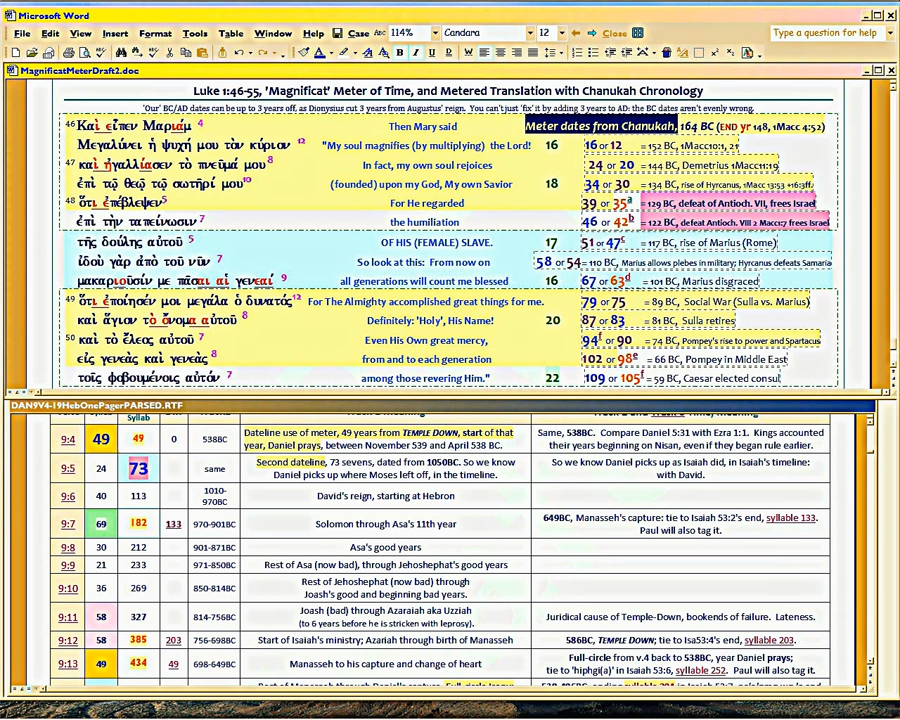 Microsoft Word
File Edit View Insert Format Tools Table Window Help Case ABC 114% Candara 12 Close Type a question for help
MagnificatMeterDraft2.doc
Luke 1:46-55, 'Magnificat' Meter of Time, and Metered Translation with Chanukah Chronology
'Our' BC/AD dates can be up to 3 years off, as Dionysius cut 3 years from Augustus' reign. You can't just 'fix' it by adding 3 years to AD: the BC dates aren't evenly wrong.
46 Καὶ εἶπεν Μαριάμ 4 Then Mary said Meter dates from Chanukah, 164 BC (END yr 148, 1Macc 4:52)
Μεγαλύνει ἡ ψυχή μου τὸν κύριον 12 "My soul magnifies (by multiplying) the Lord! 16 16 or 12 = 152 BC, 1Macc10:1, 21
47 καὶ ἠγαλλίασεν τὸ πνεῦμά μου 8 In fact, my own soul rejoices 24 or 20 = 144 BC, Demetrius 1Macc11:19
ἐπὶ τῷ θεῷ τῷ σωτῆρί μου 10 (founded) upon my God, My own Savior 18 34 or 30 = 134 BC, rise of Hyrcanus, 1Macc 13:53 +16:3ff.
48 ὅτι ἐπέβλεψεν 5 For He regarded 39 or 35 a = 129 BC, defeat of Antioch. VII, frees Israel
ἐπὶ τὴν ταπείνωσιν 7 the humiliation 46 or 42 b = 122 BC, defeat Antioch. VIII 2 Macc1:7 frees Israel
τῆς δούλης αὐτοῦ 5 OF HIS (FEMALE) SLAVE. 17 51 or 47 c = 117 BC, rise of Marius (Rome)
ἰδοὺ γὰρ ἀπὸ τοῦ νῦν 7 So look at this: From now on 58 or 54 = 110 BC, Marius allows plebes in military; Hyrcanus defeats Samaria
μακαριοῦσίν με πᾶσαι αἱ γενεαί 9 all generations will count me blessed 16 67 or 63 d = 101 BC, Marius disgraced
49 ὅτι ἐποίησέν μοι μεγάλα ὁ δυνατός 12 For The Almighty accomplished great things for me. 79 or 75 = 89 BC, Social War (Sulla vs. Marius)
καὶ ἅγιον τὸ ὄνομα αὐτοῦ 8 Definitely: 'Holy', His Name! 20 87 or 83 = 81 BC, Sulla retires
50 καὶ τὸ ἔλεος αὐτοῦ 7 Even His Own great mercy, 94 f or 90 = 74 BC, Pompey's rise to power and Spartacus
εἰς γενεὰς καὶ γενεὰς 8 from and to each generation 102 or 98 e = 66 BC, Pompey in Middle East
τοῖς φοβουμένοις αὐτόν 7 among those revering Him." 22 109 or 105 f = 59 BC, Caesar elected consul
DAN9V4-19HebOnePagerPARSED.RTF
Syllab
9:4 49 49 0 538BC Dateline use of meter, 49 years from TEMPLE DOWN, start of that year, Daniel prays, between November 539 and April 538 BC. Same, 538BC. Compare Daniel 5:31 with Ezra 1:1. Kings accounted their years beginning on Nisan, even if they began rule earlier.
9:5 24 73 same Second dateline, 73 sevens, dated from 1050BC. So we know Daniel picks up where Moses left off, in the timeline. So we know Daniel picks up as Isaiah did, in Isaiah's timeline: with David.
9:6 40 113 1010-970BC David's reign, starting at Hebron
9:7 69 182 133 970-901BC Solomon through Asa's 11th year 649BC, Manasseh's capture: tie to Isaiah 53:2's end, syllable 133. Paul will also tag it.
9:8 30 212 901-871BC Asa's good years
9:9 21 233 971-850BC Rest of Asa (now bad), through Jehoshephat's good years
9:10 36 269 850-814BC Rest of Jehoshephat (now bad) through Joash's good and beginning bad years.
9:11 58 327 814-756BC Joash (bad) through Azaraiah aka Uzziah (to 6 years before he is stricken with leprosy). Juridical cause of Temple-Down, bookends of failure. Lateness.
9:12 58 385 203 756-698BC Start of Isaiah's ministry; Azariah through birth of Manasseh 586BC, TEMPLE DOWN; tie to Isa53:4's end, syllable 203.
9:13 49 434 49 698-649BC Manasseh to his capture and change of heart Full-circle from v.4 back to 538BC, year Daniel prays; tie to 'hiphgi(a)' in Isaiah 53:6, syllable 252. Paul will also tag it.